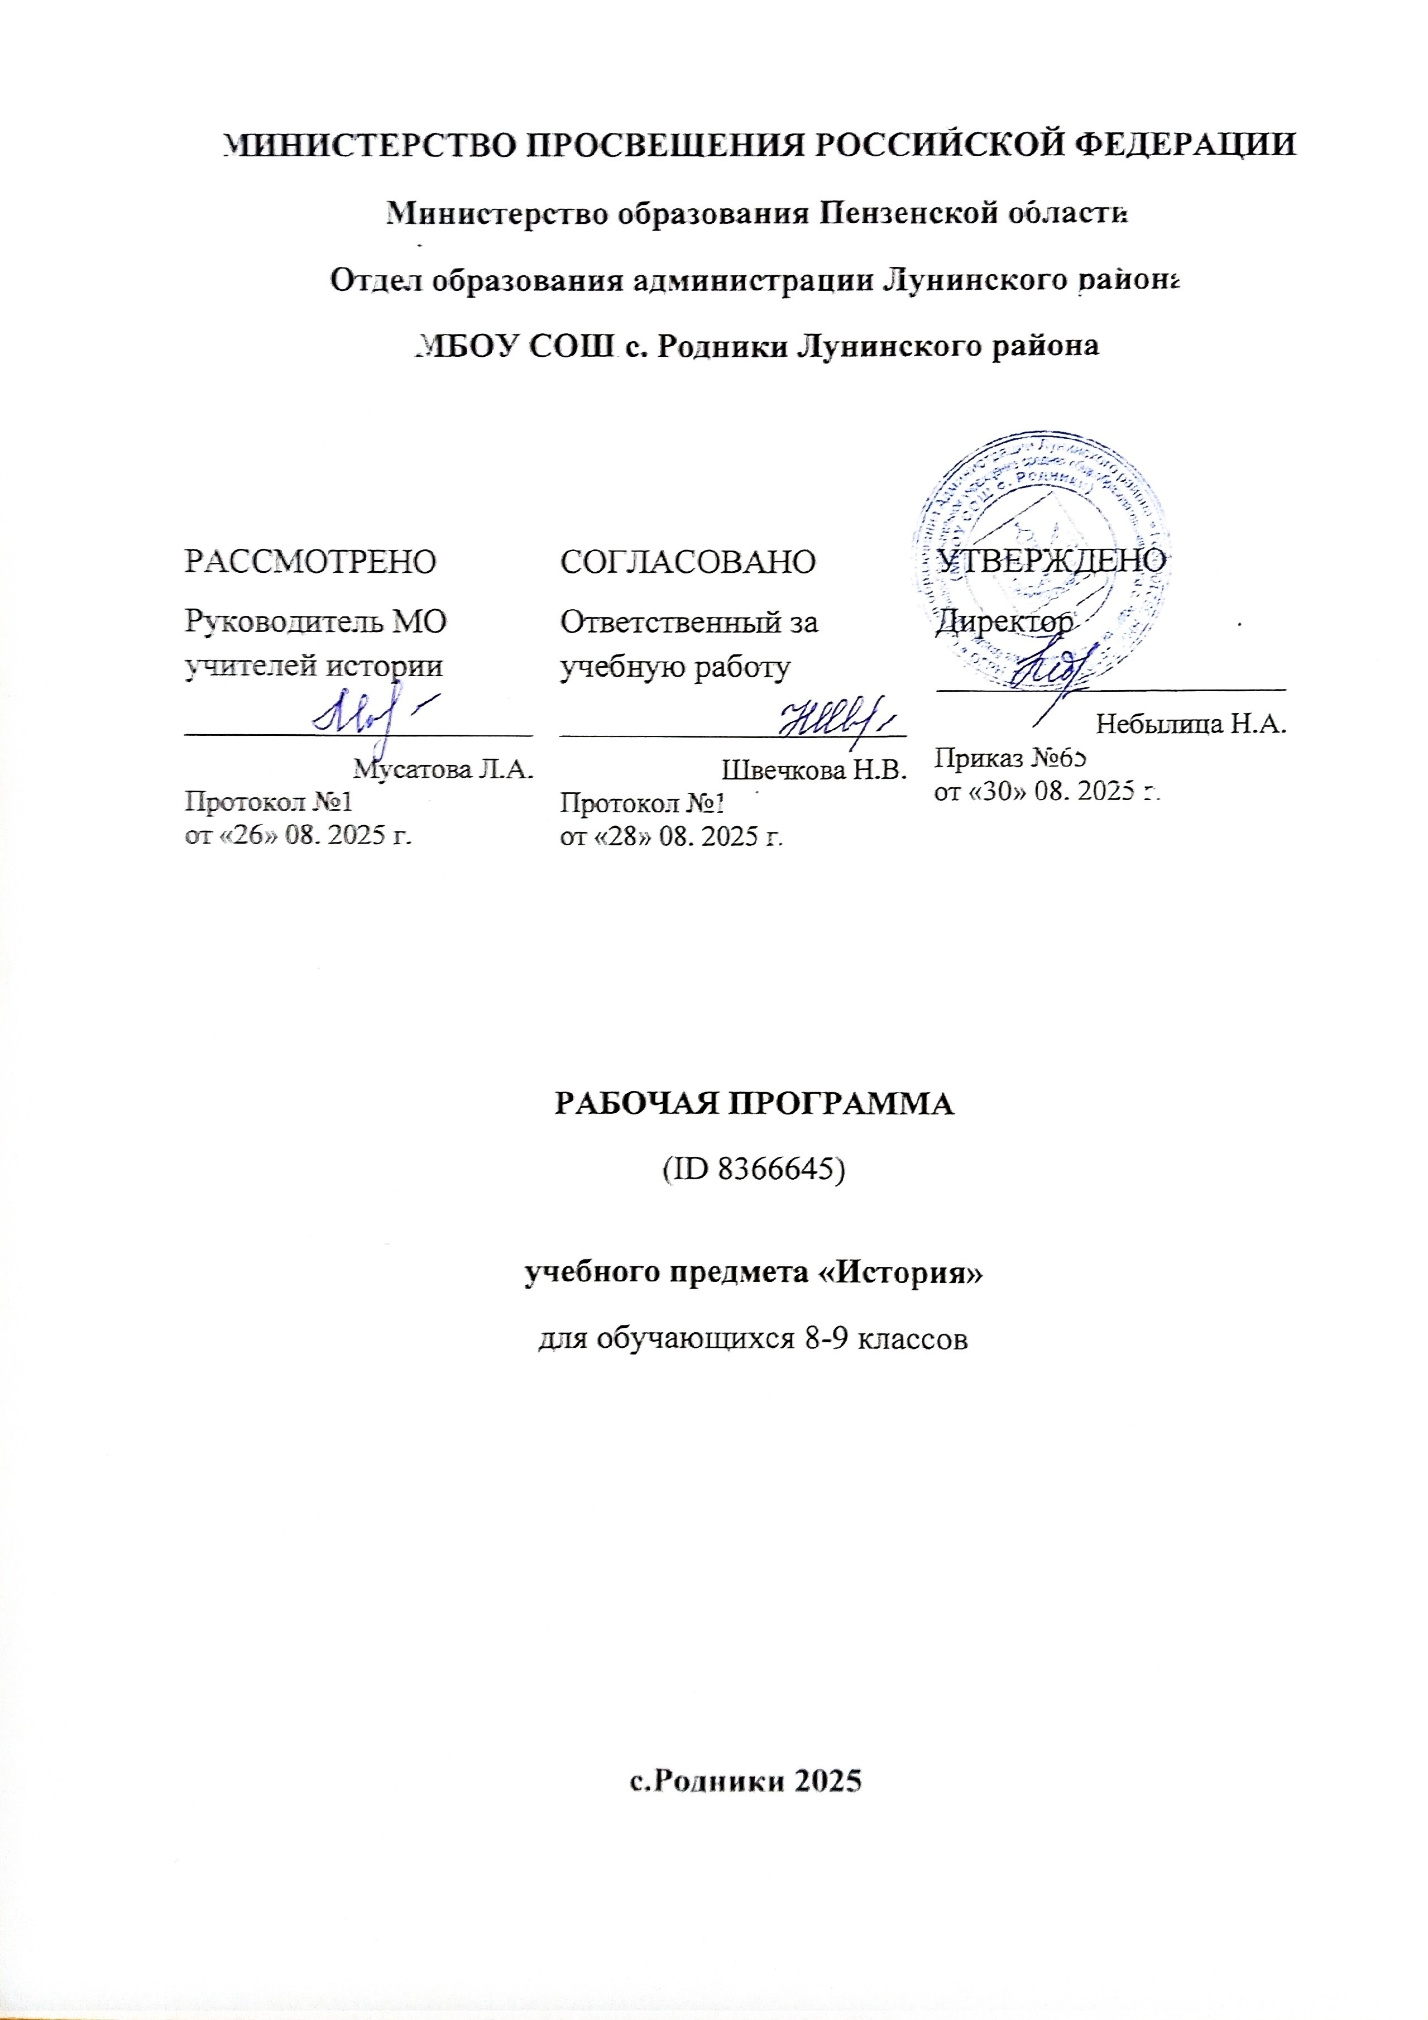 МИНИСТЕРСТВО ПРОСВЕЩЕНИЯ РОССИЙСКОЙ ФЕДЕРАЦИИ
Министерство образования Пензенской области
Отдел образования администрации Лунинского района
МБОУ СОШ с. Родники Лунинского района
РАССМОТРЕНО
Руководитель МО
учителей истории
Мусатова Л.А.
Протокол №1
от «26» 08. 2025 г.
СОГЛАСОВАНО
Ответственный за
учебную работу
Швечкова Н.В.
Протокол №1
от «28» 08. 2025 г.
(МБОУ СОШ с. Родники)
УТВЕРЖДЕНО
Директор
Небылица Н.А.
Приказ №65
от «30» 08. 2025 г.
РАБОЧАЯ ПРОГРАММА
(ID 8366645)
учебного предмета «История»
для обучающихся 8-9 классов
с.Родники 2025